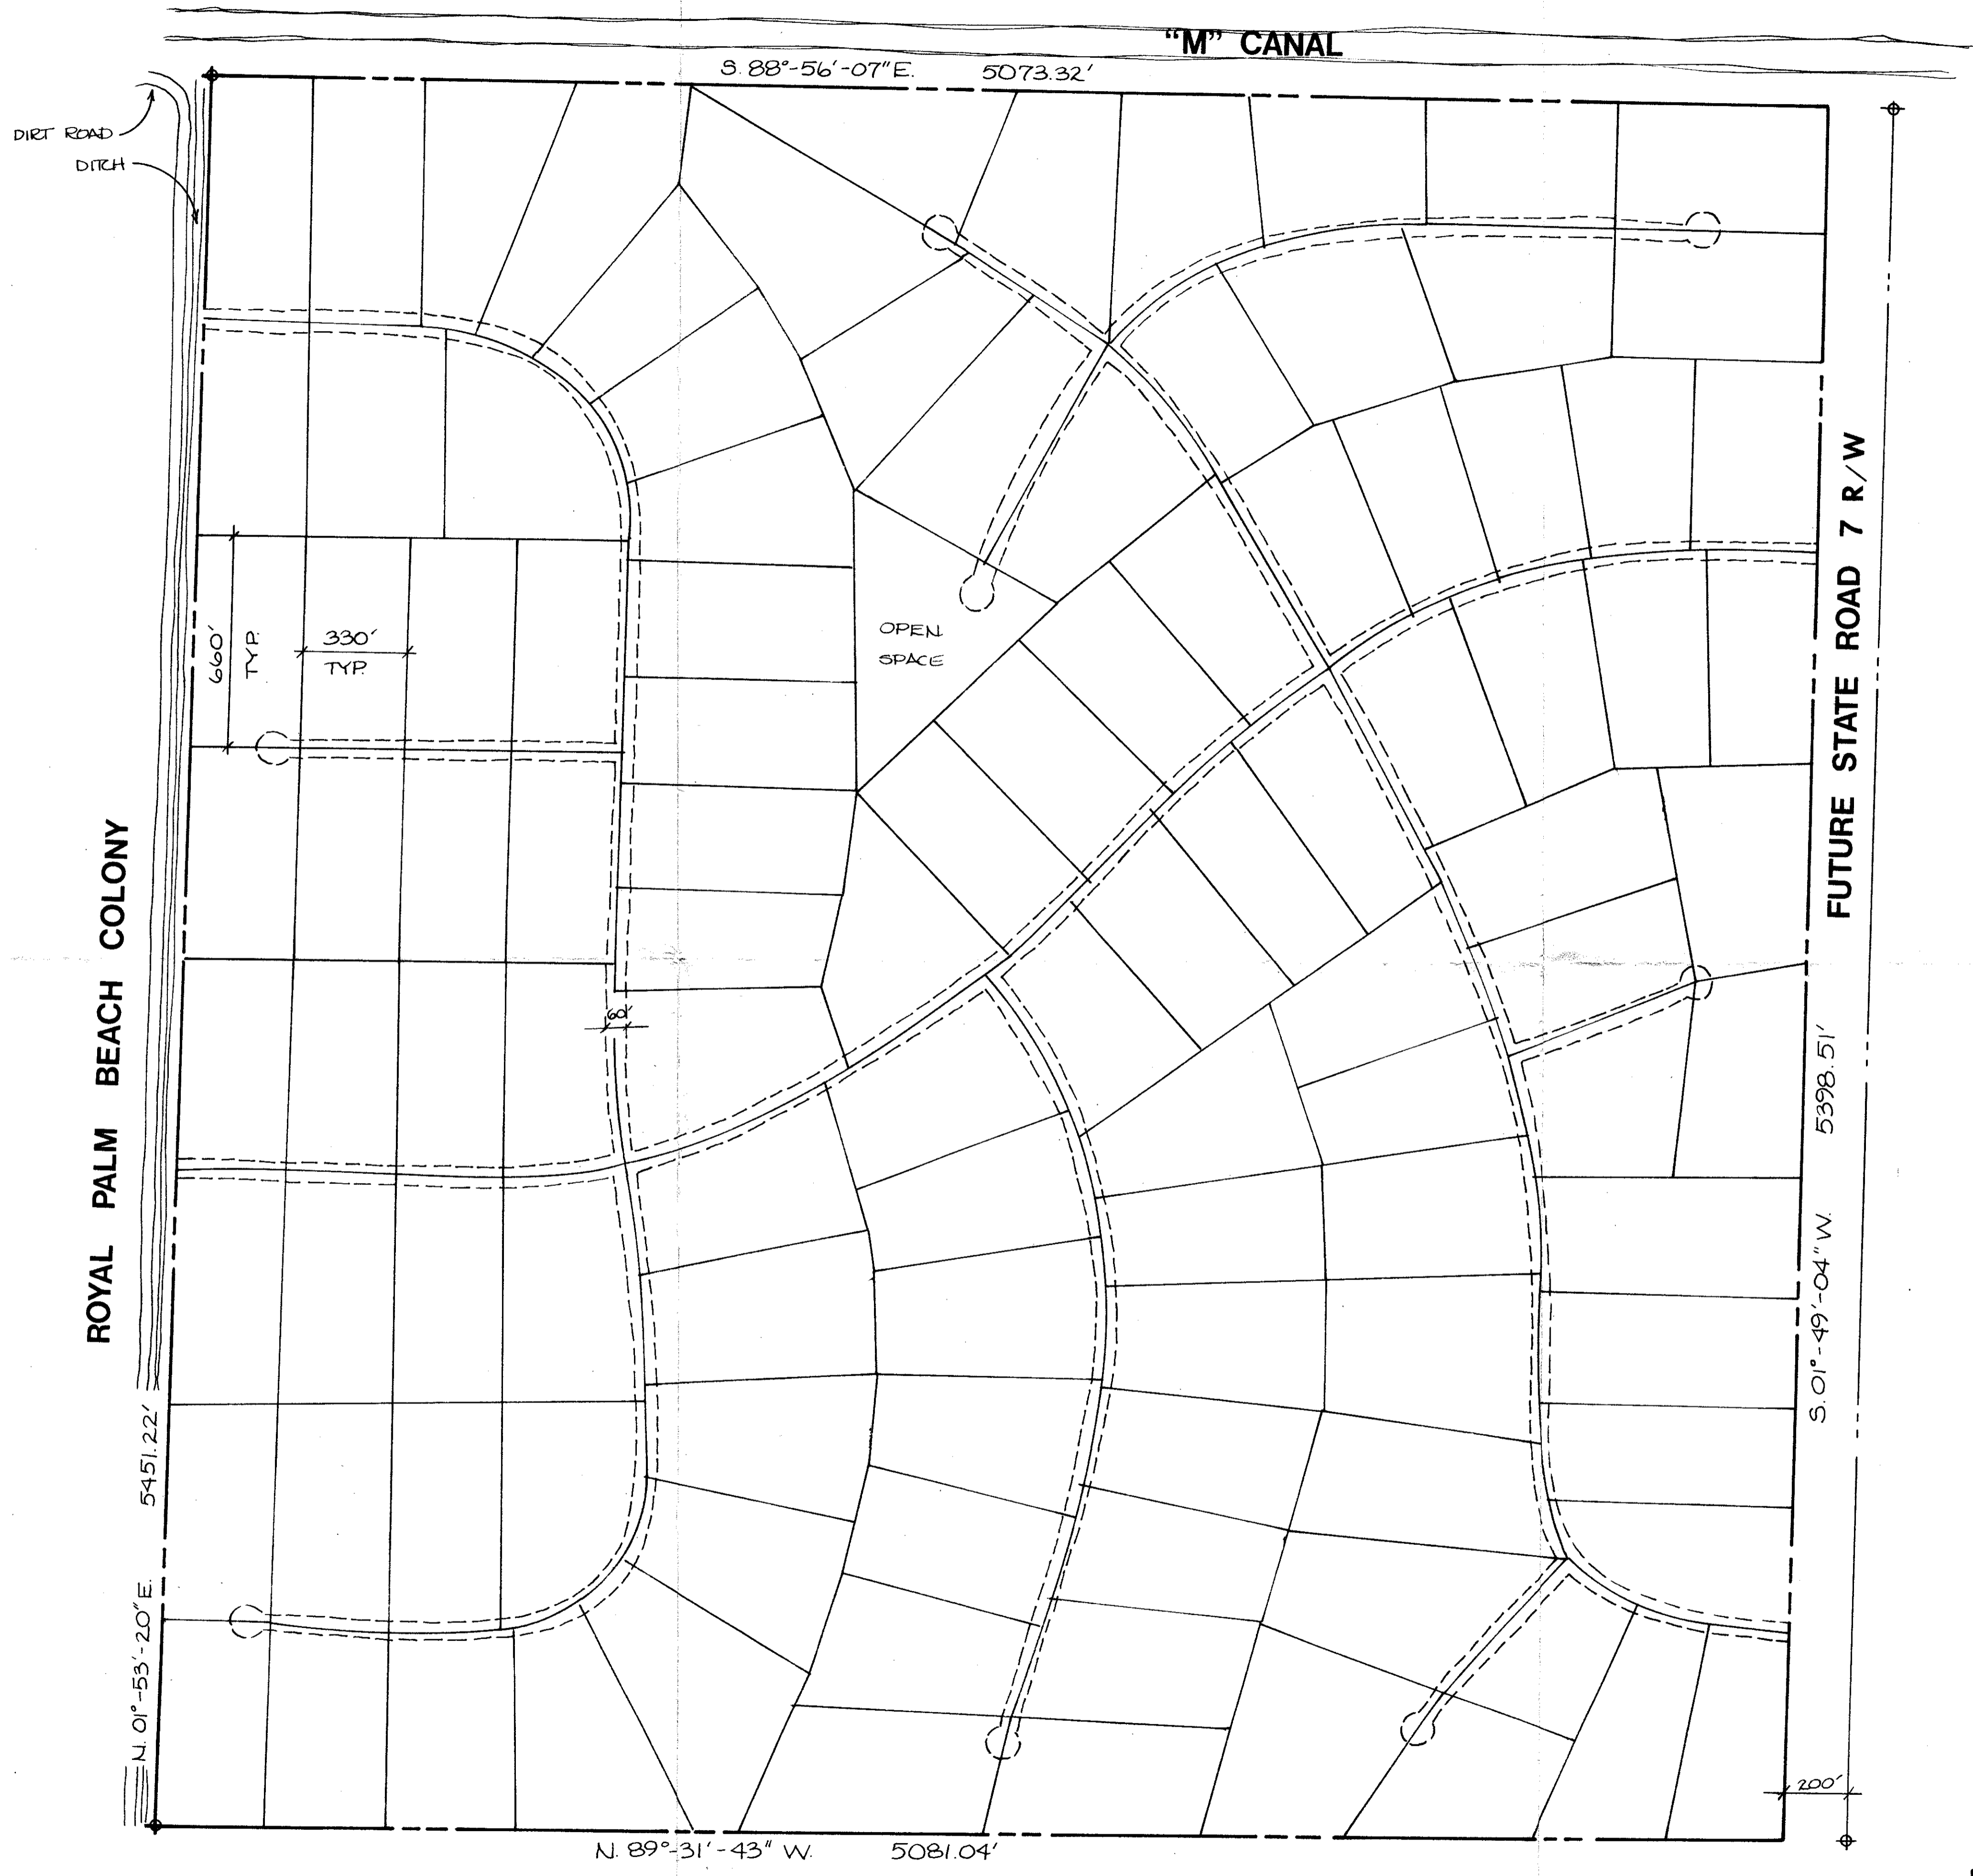 "M" CANAL
S. 88°-56'-07" E. 5073.32'
DIRT ROAD
DITCH
660'
TYP.
330'
TYP.
OPEN
SPACE
FUTURE STATE ROAD 7 R/W
ROYAL PALM BEACH COLONY
60'
S. 01°-49'-04" W. 5398.51'
N. 01°-53'-20" E. 5451.22'
200'
N. 89°-31'-43" W. 5081.04'